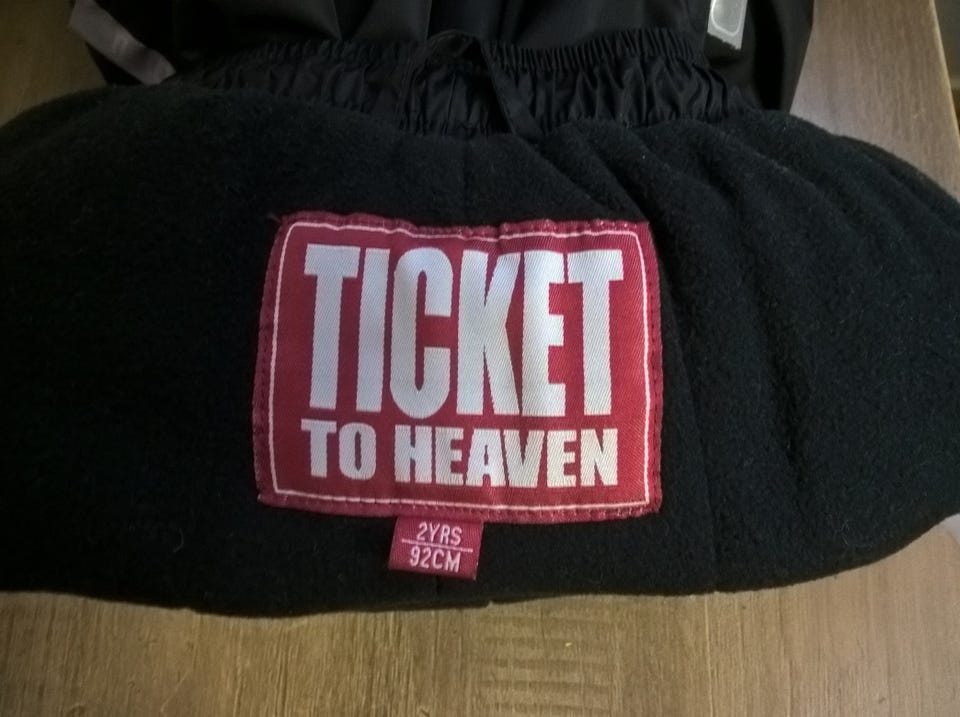 TICKET
TO HEAVEN
2YRS
92CM